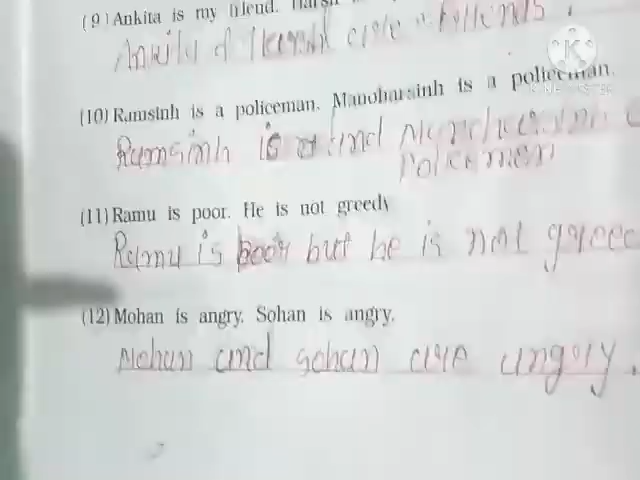 (9) Ankita is my friend. Harsh
(10) Ramsinh is a policeman. Manoharsinh is a policeman.
Ramsinh is and
policemen
(11) Ramu is poor. He is not greedy
Ramu is poor but he is not greed
(12) Mohan is angry. Sohan is angry.
Mohan and sohan are angry.